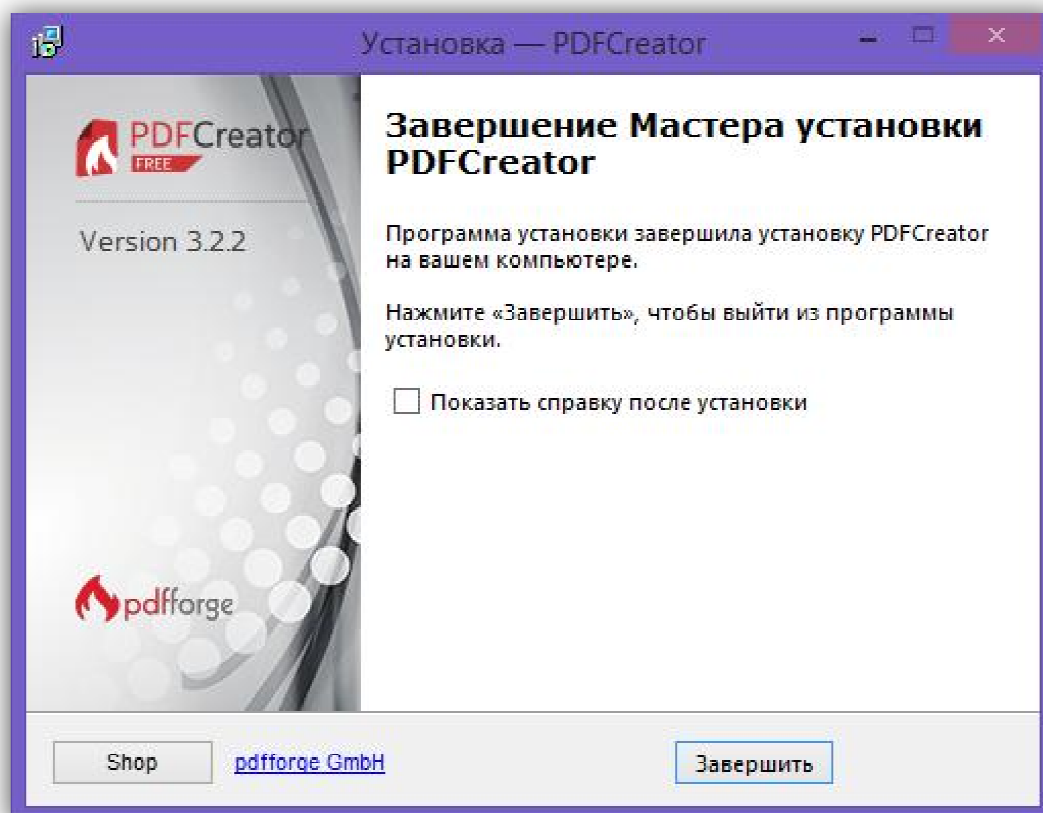 Установка — PDFCreator
PDFCreator
FREE
Version 3.2.2
pdfforge
Завершение Мастера установки
PDFCreator
Программа установки завершила установку PDFCreator
на вашем компьютере.
Нажмите «Завершить», чтобы выйти из программы
установки.
Показать справку после установки
Shop
pdfforge GmbH
Завершить